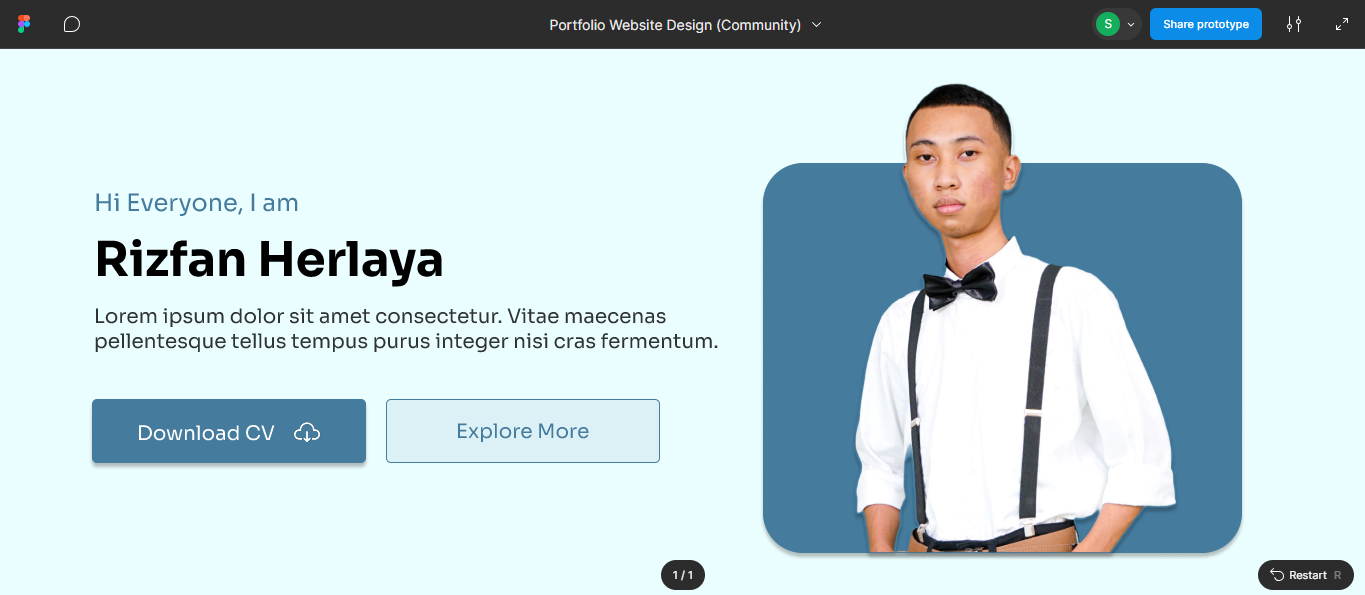 Portfolio Website Design (Community)
S
Share prototype
Hi Everyone, I am
Rizfan Herlaya
Lorem ipsum dolor sit amet consectetur. Vitae maecenas
pellentesque tellus tempus purus integer nisi cras fermentum.
Download CV
Explore More
1 / 1
Restart R